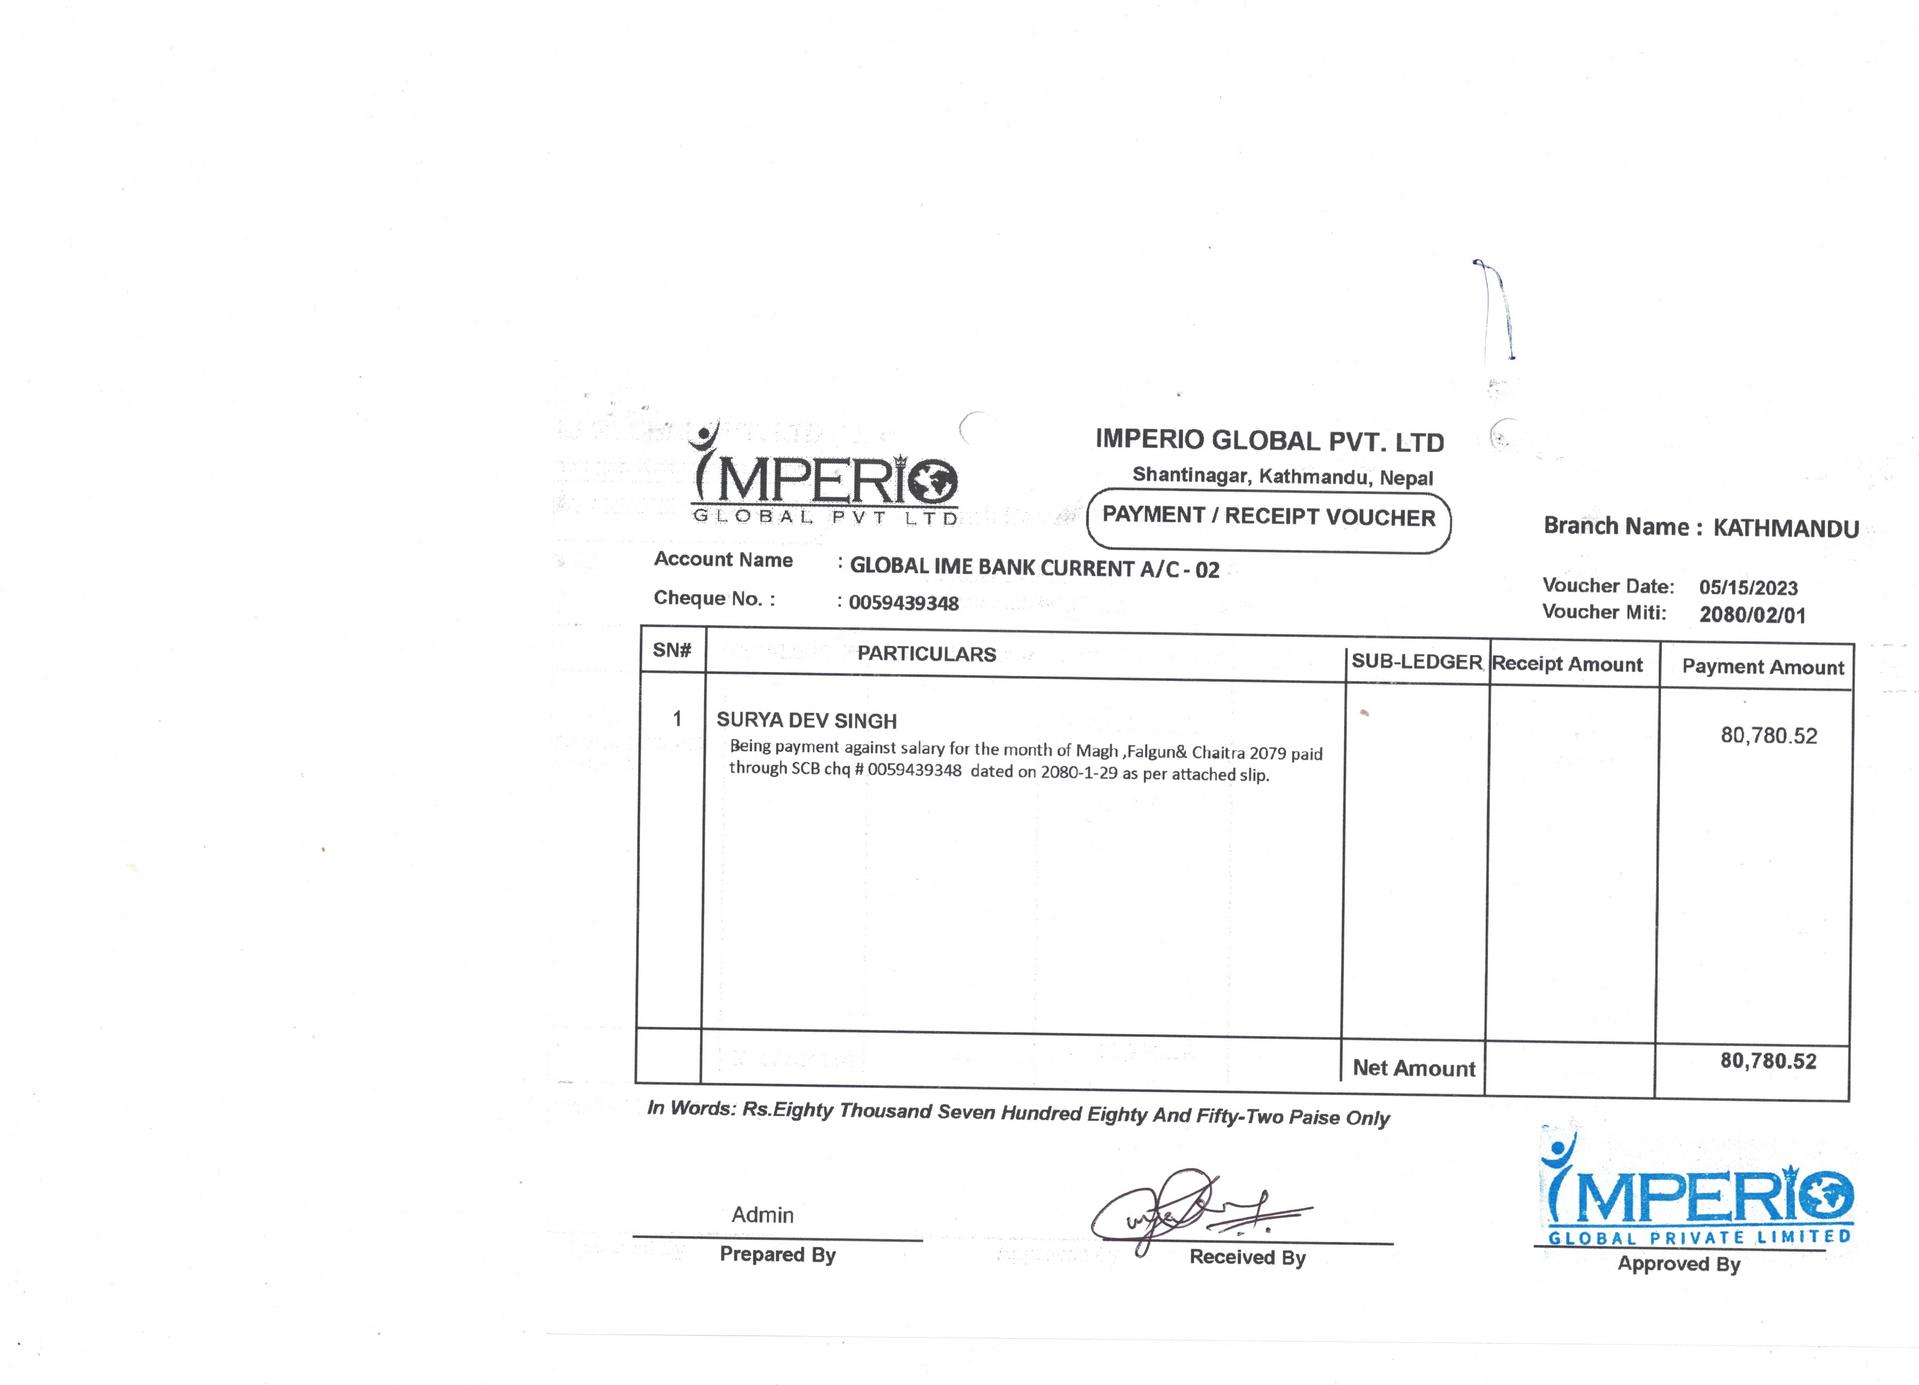 IMPERIO
GLOBAL PVT LTD
IMPERIO GLOBAL PVT. LTD
Shantinagar, Kathmandu, Nepal
PAYMENT / RECEIPT VOUCHER
Branch Name : KATHMANDU
Account Name : GLOBAL IME BANK CURRENT A/C - 02
Cheque No. : : 0059439348
Voucher Date: 05/15/2023
Voucher Miti: 2080/02/01
SN# PARTICULARS SUB-LEDGER Receipt Amount Payment Amount
1 SURYA DEV SINGH 80,780.52
Being payment against salary for the month of Magh ,Falgun& Chaitra 2079 paid
through SCB chq # 0059439348 dated on 2080-1-29 as per attached slip.
Net Amount 80,780.52
In Words: Rs.Eighty Thousand Seven Hundred Eighty And Fifty-Two Paise Only
Admin
Prepared By
Received By
IMPERIO
GLOBAL PRIVATE LIMITED
Approved By